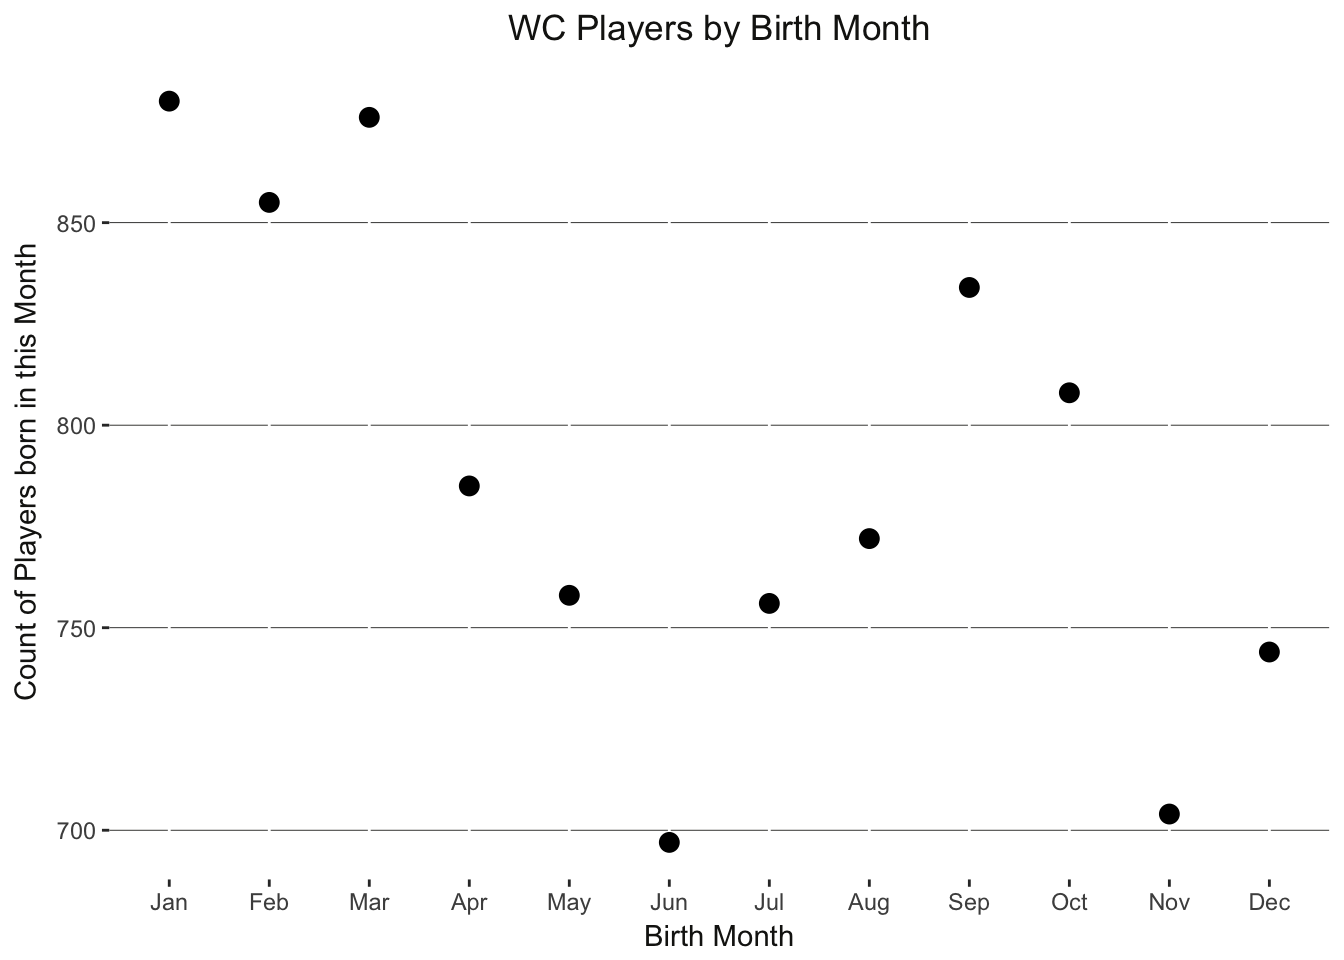 WC Players by Birth Month
Count of Players born in this Month
850
800
750
700
Jan Feb Mar Apr May Jun Jul Aug Sep Oct Nov Dec
Birth Month